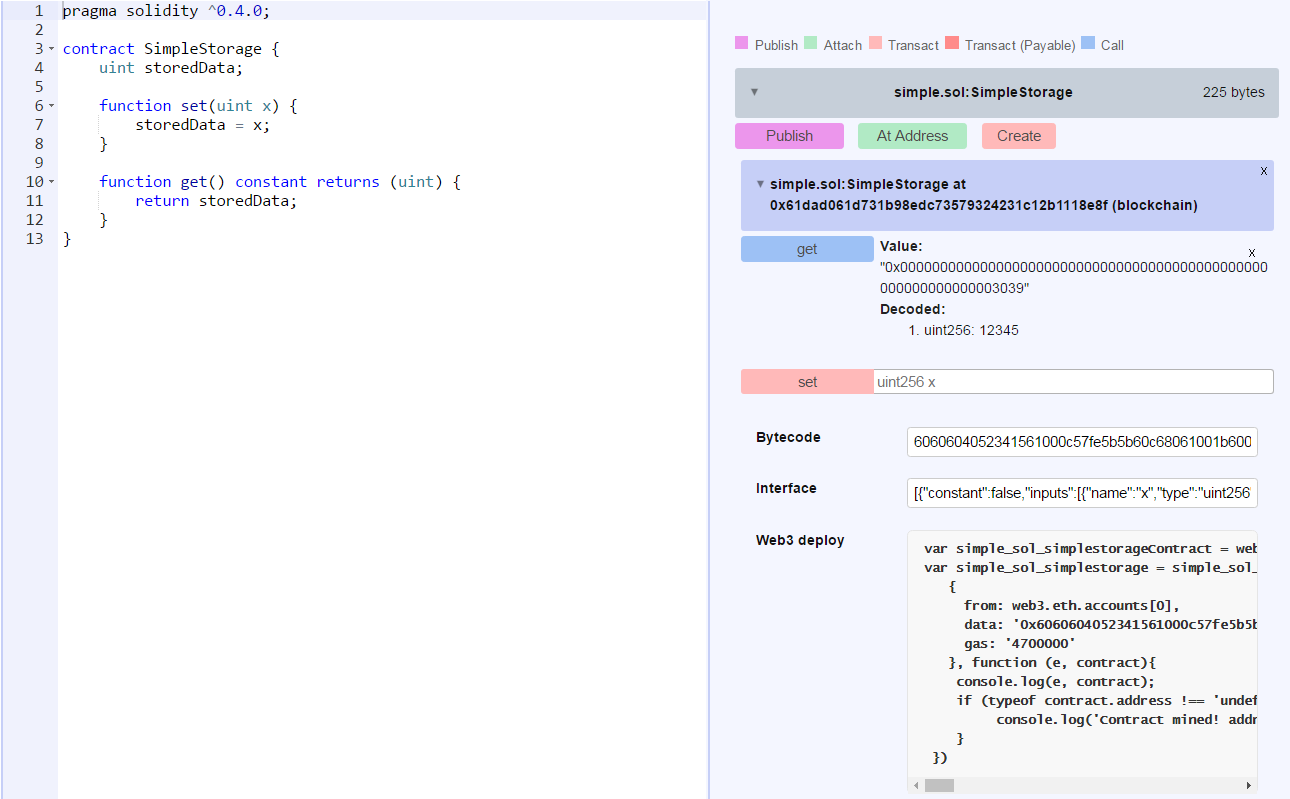 1 pragma solidity ^0.4.0;
2
3 contract SimpleStorage {
4 uint storedData;
5
6 function set(uint x) {
7 storedData = x;
8 }
9
10 function get() constant returns (uint) {
11 return storedData;
12 }
13 }
Publish Attach Transact Transact (Payable) Call
simple.sol:SimpleStorage 225 bytes
Publish At Address Create
x
simple.sol:SimpleStorage at
0x61dad061d731b98edc73579324231c12b1118e8f (blockchain)
get Value: x
"0x00000000000000000000000000000000000000000000000
000000000000003039"
Decoded:
1. uint256: 12345
set uint256 x
Bytecode 6060604052341561000c57fe5b5b60c68061001b600
Interface [{"constant":false,"inputs":[{"name":"x","type":"uint256"
Web3 deploy
var simple_sol_simplestorageContract = web
var simple_sol_simplestorage = simple_sol_
{
from: web3.eth.accounts[0],
data: '0x6060604052341561000c57fe5b5b
gas: '4700000'
}, function (e, contract){
console.log(e, contract);
if (typeof contract.address !== 'undef
console.log('Contract mined! addr
}
})